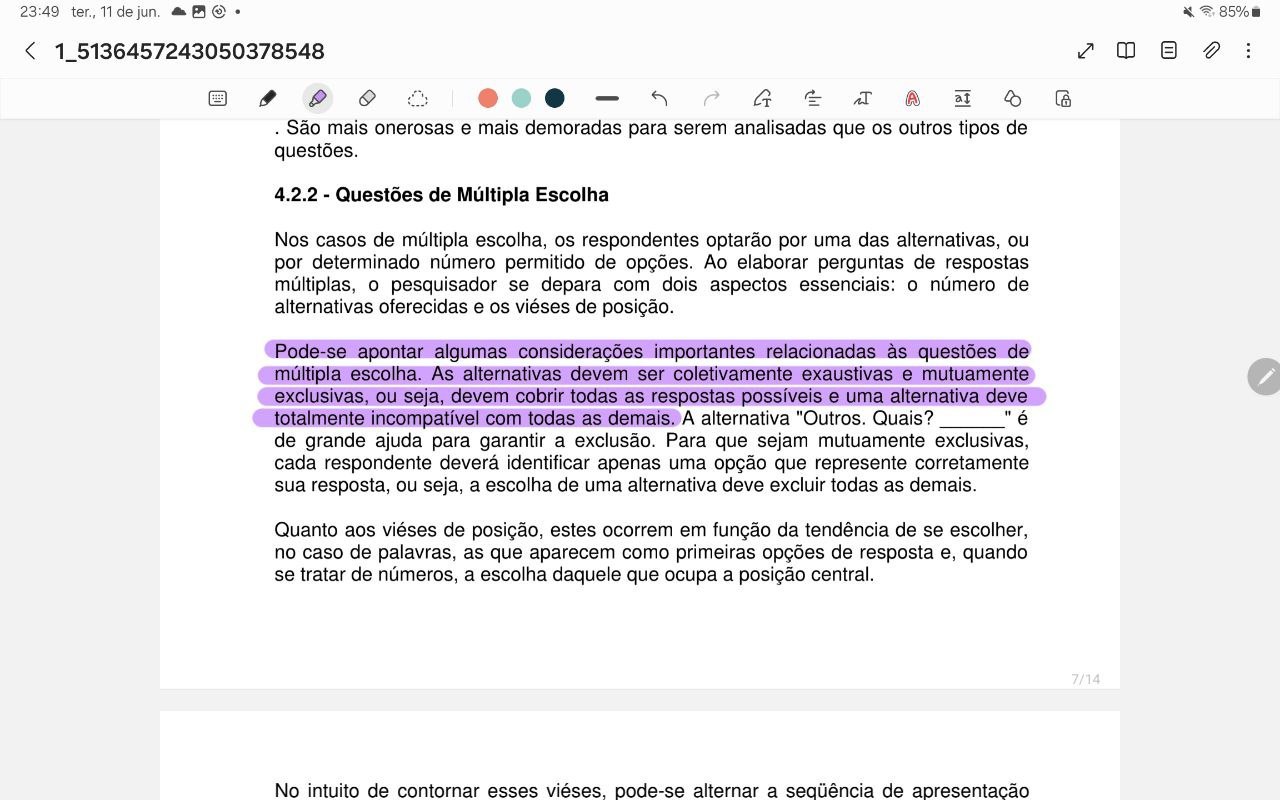 23:49 ter., 11 de jun.
85%
1_5136457243050378548
. São mais onerosas e mais demoradas para serem analisadas que os outros tipos de
questões.
4.2.2 - Questões de Múltipla Escolha
Nos casos de múltipla escolha, os respondentes optarão por uma das alternativas, ou
por determinado número permitido de opções. Ao elaborar perguntas de respostas
múltiplas, o pesquisador se depara com dois aspectos essenciais: o número de
alternativas oferecidas e os viéses de posição.
Pode-se apontar algumas considerações importantes relacionadas às questões de
múltipla escolha. As alternativas devem ser coletivamente exaustivas e mutuamente
exclusivas, ou seja, devem cobrir todas as respostas possíveis e uma alternativa deve
totalmente incompatível com todas as demais. A alternativa "Outros. Quais? ______" é
de grande ajuda para garantir a exclusão. Para que sejam mutuamente exclusivas,
cada respondente deverá identificar apenas uma opção que represente corretamente
sua resposta, ou seja, a escolha de uma alternativa deve excluir todas as demais.
Quanto aos viéses de posição, estes ocorrem em função da tendência de se escolher,
no caso de palavras, as que aparecem como primeiras opções de resposta e, quando
se tratar de números, a escolha daquele que ocupa a posição central.
7/14
No intuito de contornar esses viéses, pode-se alternar a seqüência de apresentação